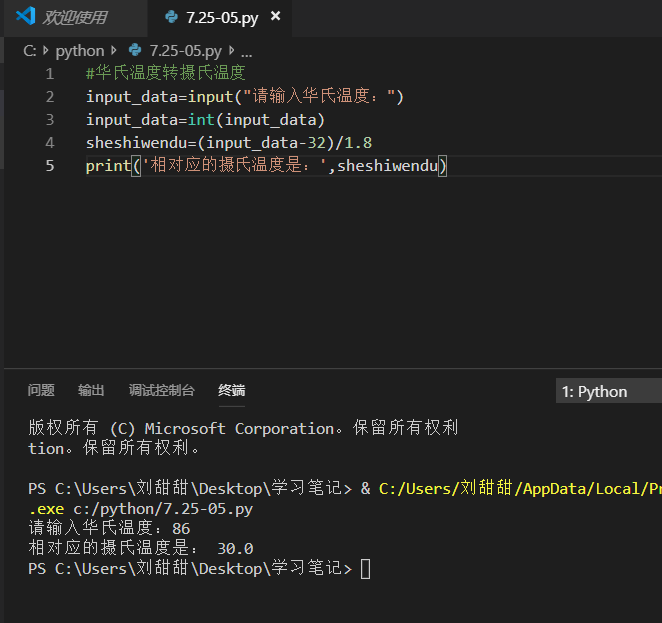 欢迎使用 7.25-05.py ×
C: > python > 7.25-05.py > ...
1 #华氏温度转摄氏温度
2 input_data=input("请输入华氏温度：")
3 input_data=int(input_data)
4 sheshiwendu=(input_data-32)/1.8
5 print('相对应的摄氏温度是：',sheshiwendu)
问题 输出 调试控制台 终端 1: Python
版权所有 (C) Microsoft Corporation。保留所有权利
tion。保留所有权利。
PS C:\Users\刘甜甜\Desktop\学习笔记> & C:/Users/刘甜甜/AppData/Local/Pr
.exe c:/python/7.25-05.py
请输入华氏温度：86
相对应的摄氏温度是： 30.0
PS C:\Users\刘甜甜\Desktop\学习笔记>